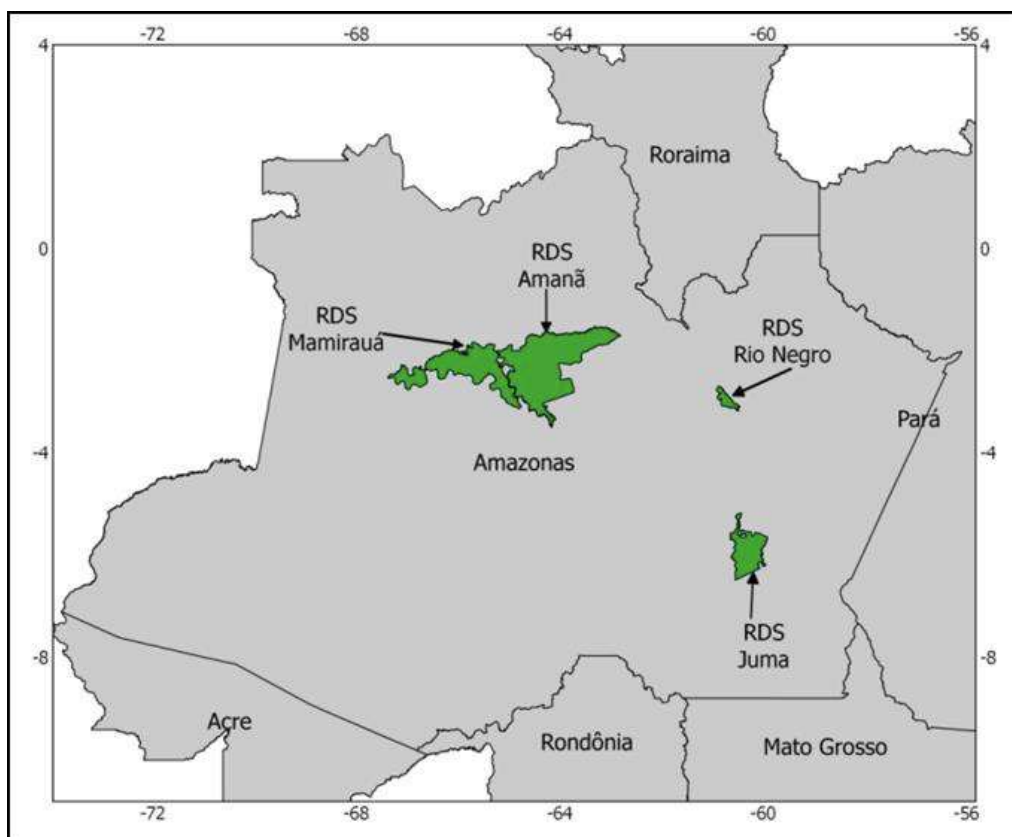 -72
-68
-64
-60
-56
4
4
Roraima
0
0
RDS
Amanã
RDS
Mamirauá
RDS
Rio Negro
Pará
-4
-4
Amazonas
RDS
Juma
-8
-8
Acre
Rondônia
Mato Grosso
-72
-68
-64
-60
-56